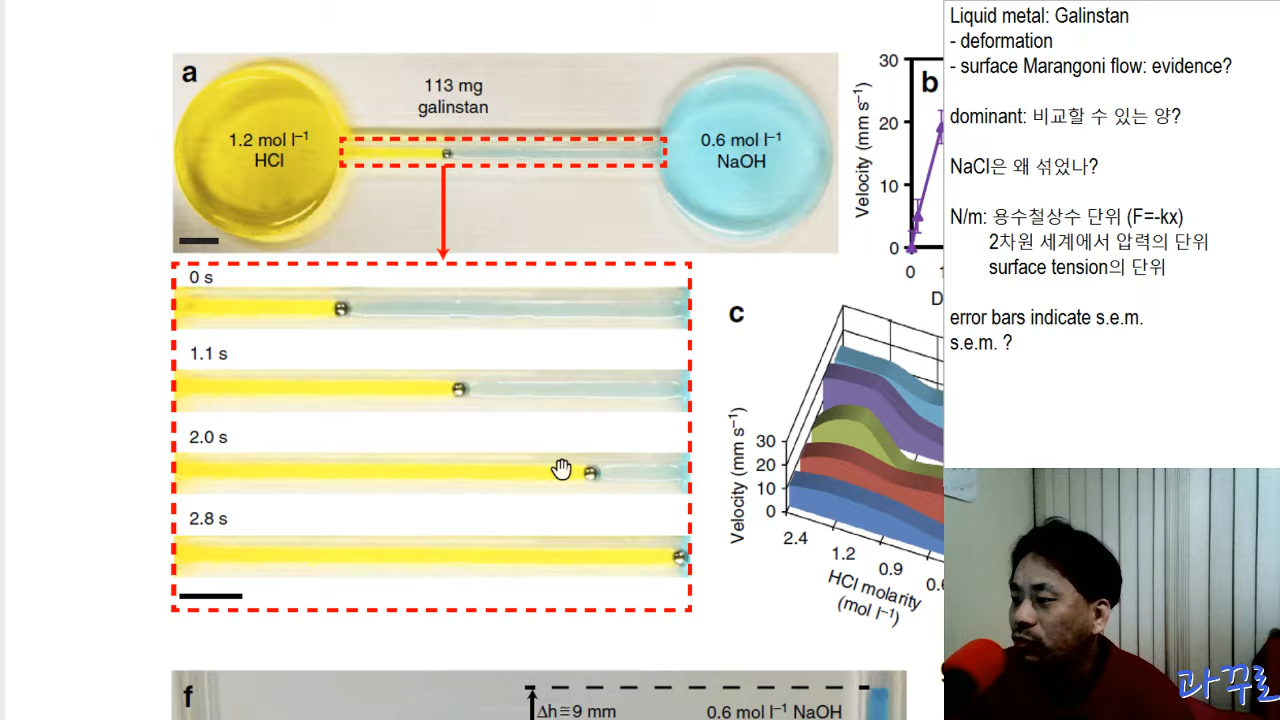 a
113 mg
galinstan
1.2 mol l⁻¹
HCl
0.6 mol l⁻¹
NaOH
0 s
1.1 s
2.0 s
2.8 s
b
Velocity (mm s⁻¹)
30
20
10
0
0
1
D
c
Velocity (mm s⁻¹)
30
20
10
0
2.4
1.2
0.9
0.6
HCl molarity
(mol l⁻¹)
f
Δh≅9 mm
0.6 mol l⁻¹ NaOH
Liquid metal: Galinstan
- deformation
- surface Marangoni flow: evidence?
dominant: 비교할 수 있는 양?
NaCl은 왜 섞었나?
N/m: 용수철상수 단위 (F=-kx)
2차원 세계에서 압력의 단위
surface tension의 단위
error bars indicate s.e.m.
s.e.m. ?
과꾸로